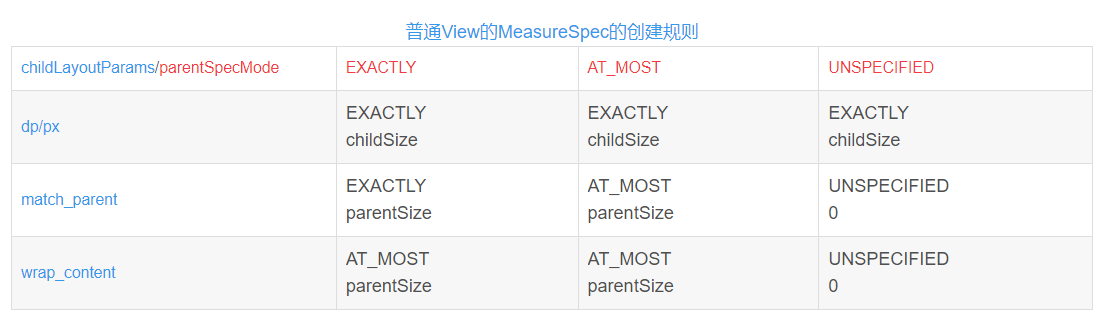 普通View的MeasureSpec的创建规则
childLayoutParams/parentSpecMode EXACTLY AT_MOST UNSPECIFIED
dp/px
EXACTLY EXACTLY EXACTLY
childSize childSize childSize
match_parent
EXACTLY AT_MOST UNSPECIFIED
parentSize parentSize 0
wrap_content
AT_MOST AT_MOST UNSPECIFIED
parentSize parentSize 0